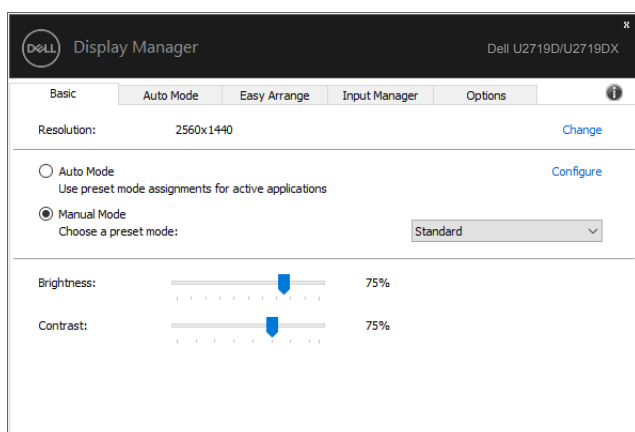 DELL Display Manager Dell U2719D/U2719DX x
Basic Auto Mode Easy Arrange Input Manager Options i
Resolution: 2560x1440 Change
Auto Mode Configure
Use preset mode assignments for active applications
Manual Mode
Choose a preset mode: Standard
Brightness: 75%
Contrast: 75%